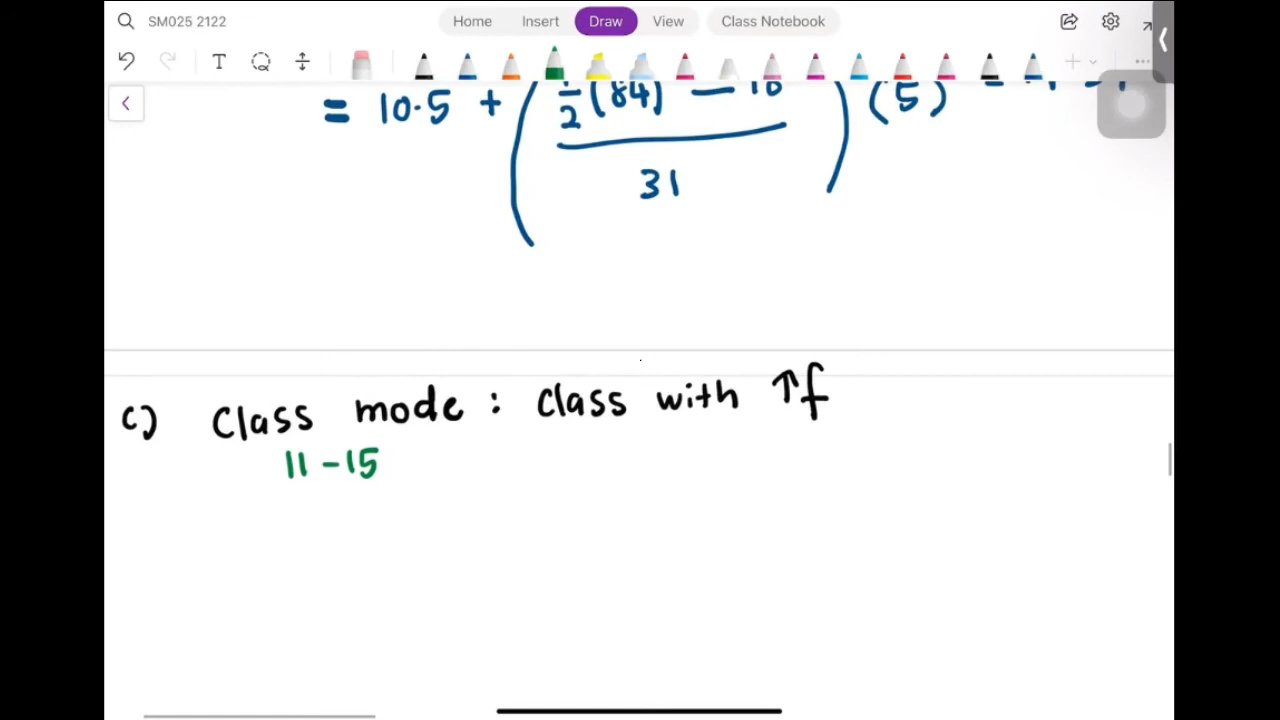 SM025 2122
Home Insert Draw View Class Notebook
T
= 10.5 + ( 1/2 (84) — ) (5)
31
c) Class mode : Class with ↑f
11 – 15